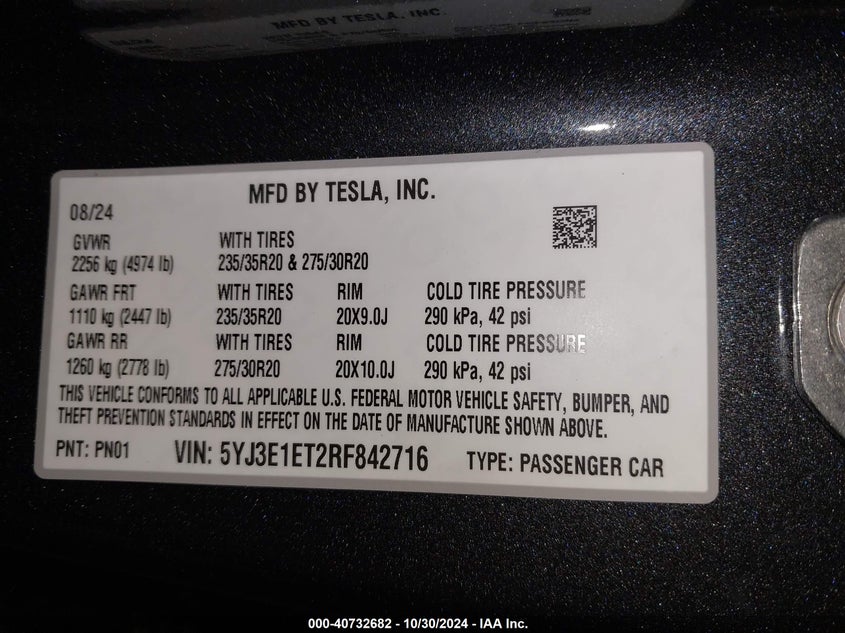 MFD BY TESLA, INC.
MFD BY TESLA, INC.
08/24
GVWR WITH TIRES
2256 kg (4974 lb) 235/35R20 & 275/30R20
GAWR FRT WITH TIRES RIM COLD TIRE PRESSURE
1110 kg (2447 lb) 235/35R20 20X9.0J 290 kPa, 42 psi
GAWR RR WITH TIRES RIM COLD TIRE PRESSURE
1260 kg (2778 lb) 275/30R20 20X10.0J 290 kPa, 42 psi
THIS VEHICLE CONFORMS TO ALL APPLICABLE U.S. FEDERAL MOTOR VEHICLE SAFETY, BUMPER, AND
THEFT PREVENTION STANDARDS IN EFFECT ON THE DATE OF MANUFACTURE SHOWN ABOVE.
PNT: PN01 VIN: 5YJ3E1ET2RF842716 TYPE: PASSENGER CAR
000-40732682 - 10/30/2024 - IAA Inc.